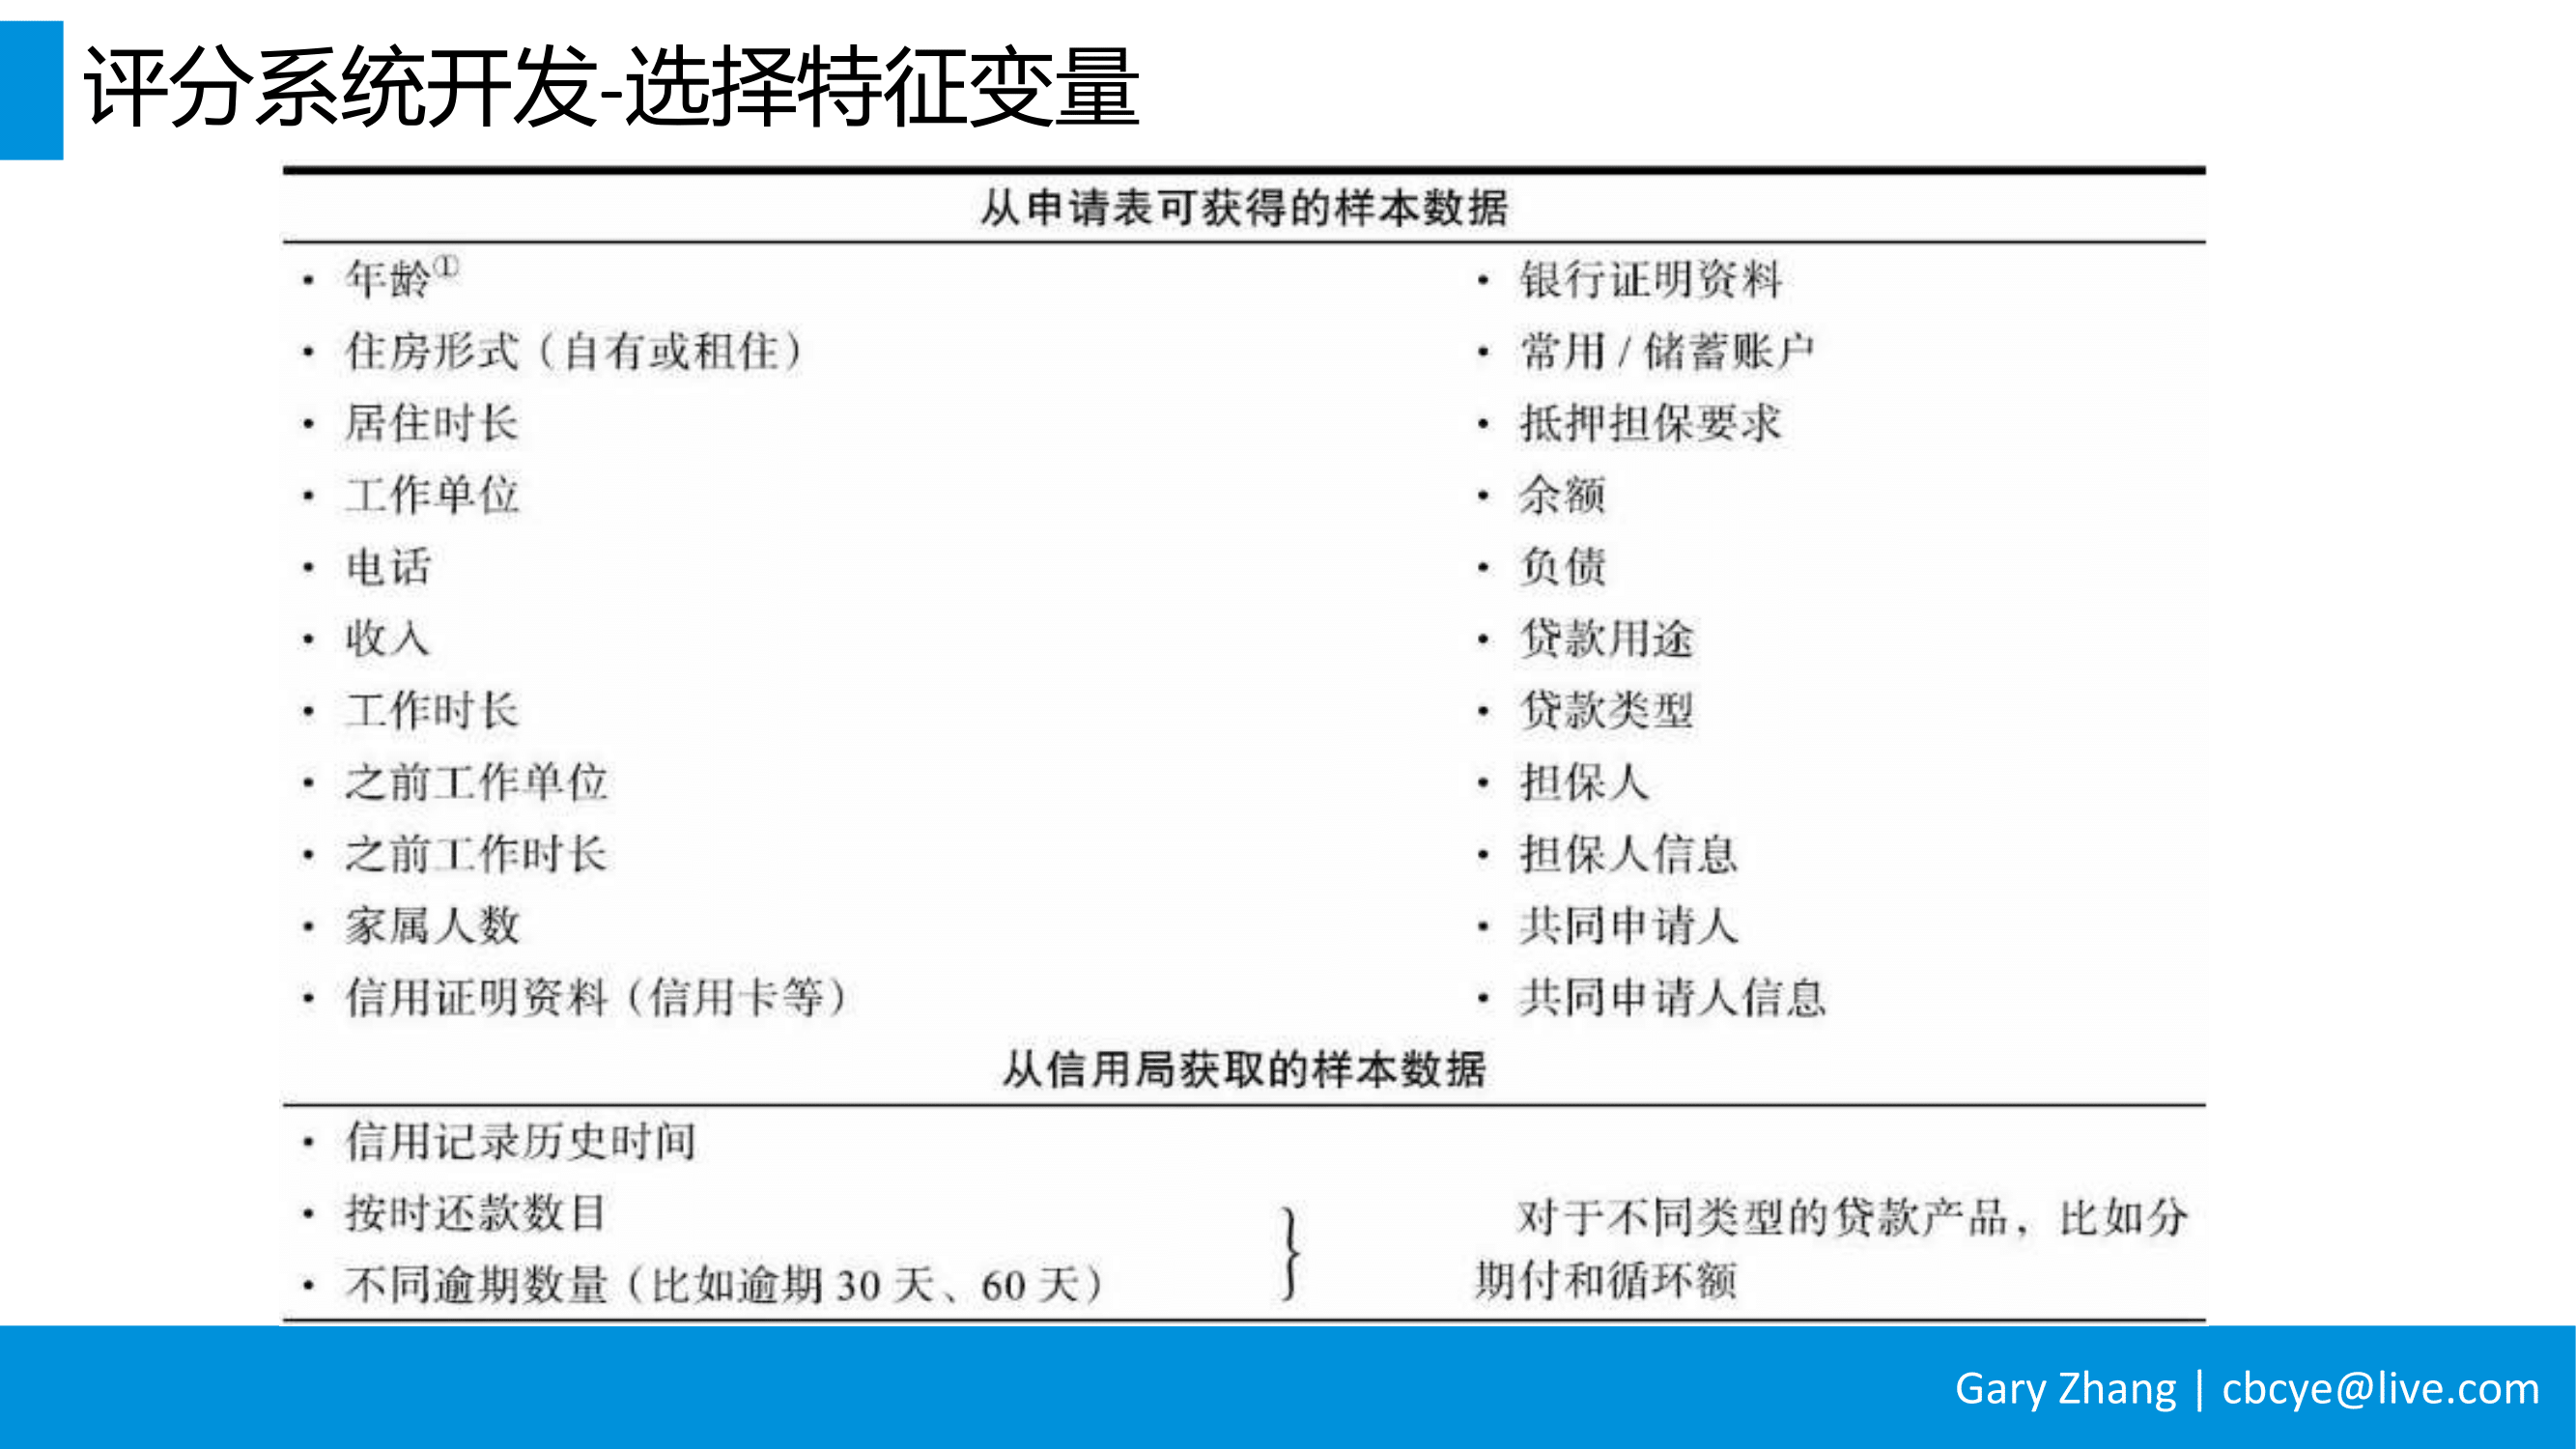 评分系统开发-选择特征变量
从申请表可获得的样本数据
• 年龄①
• 住房形式（自有或租住）
• 居住时长
• 工作单位
• 电话
• 收入
• 工作时长
• 之前工作单位
• 之前工作时长
• 家属人数
• 信用证明资料（信用卡等）
• 银行证明资料
• 常用/储蓄账户
• 抵押担保要求
• 余额
• 负债
• 贷款用途
• 贷款类型
• 担保人
• 担保人信息
• 共同申请人
• 共同申请人信息
从信用局获取的样本数据
• 信用记录历史时间
• 按时还款数目
• 不同逾期数量（比如逾期 30 天、60 天）
}
对于不同类型的贷款产品，比如分
期付和循环额
Gary Zhang | cbcye@live.com